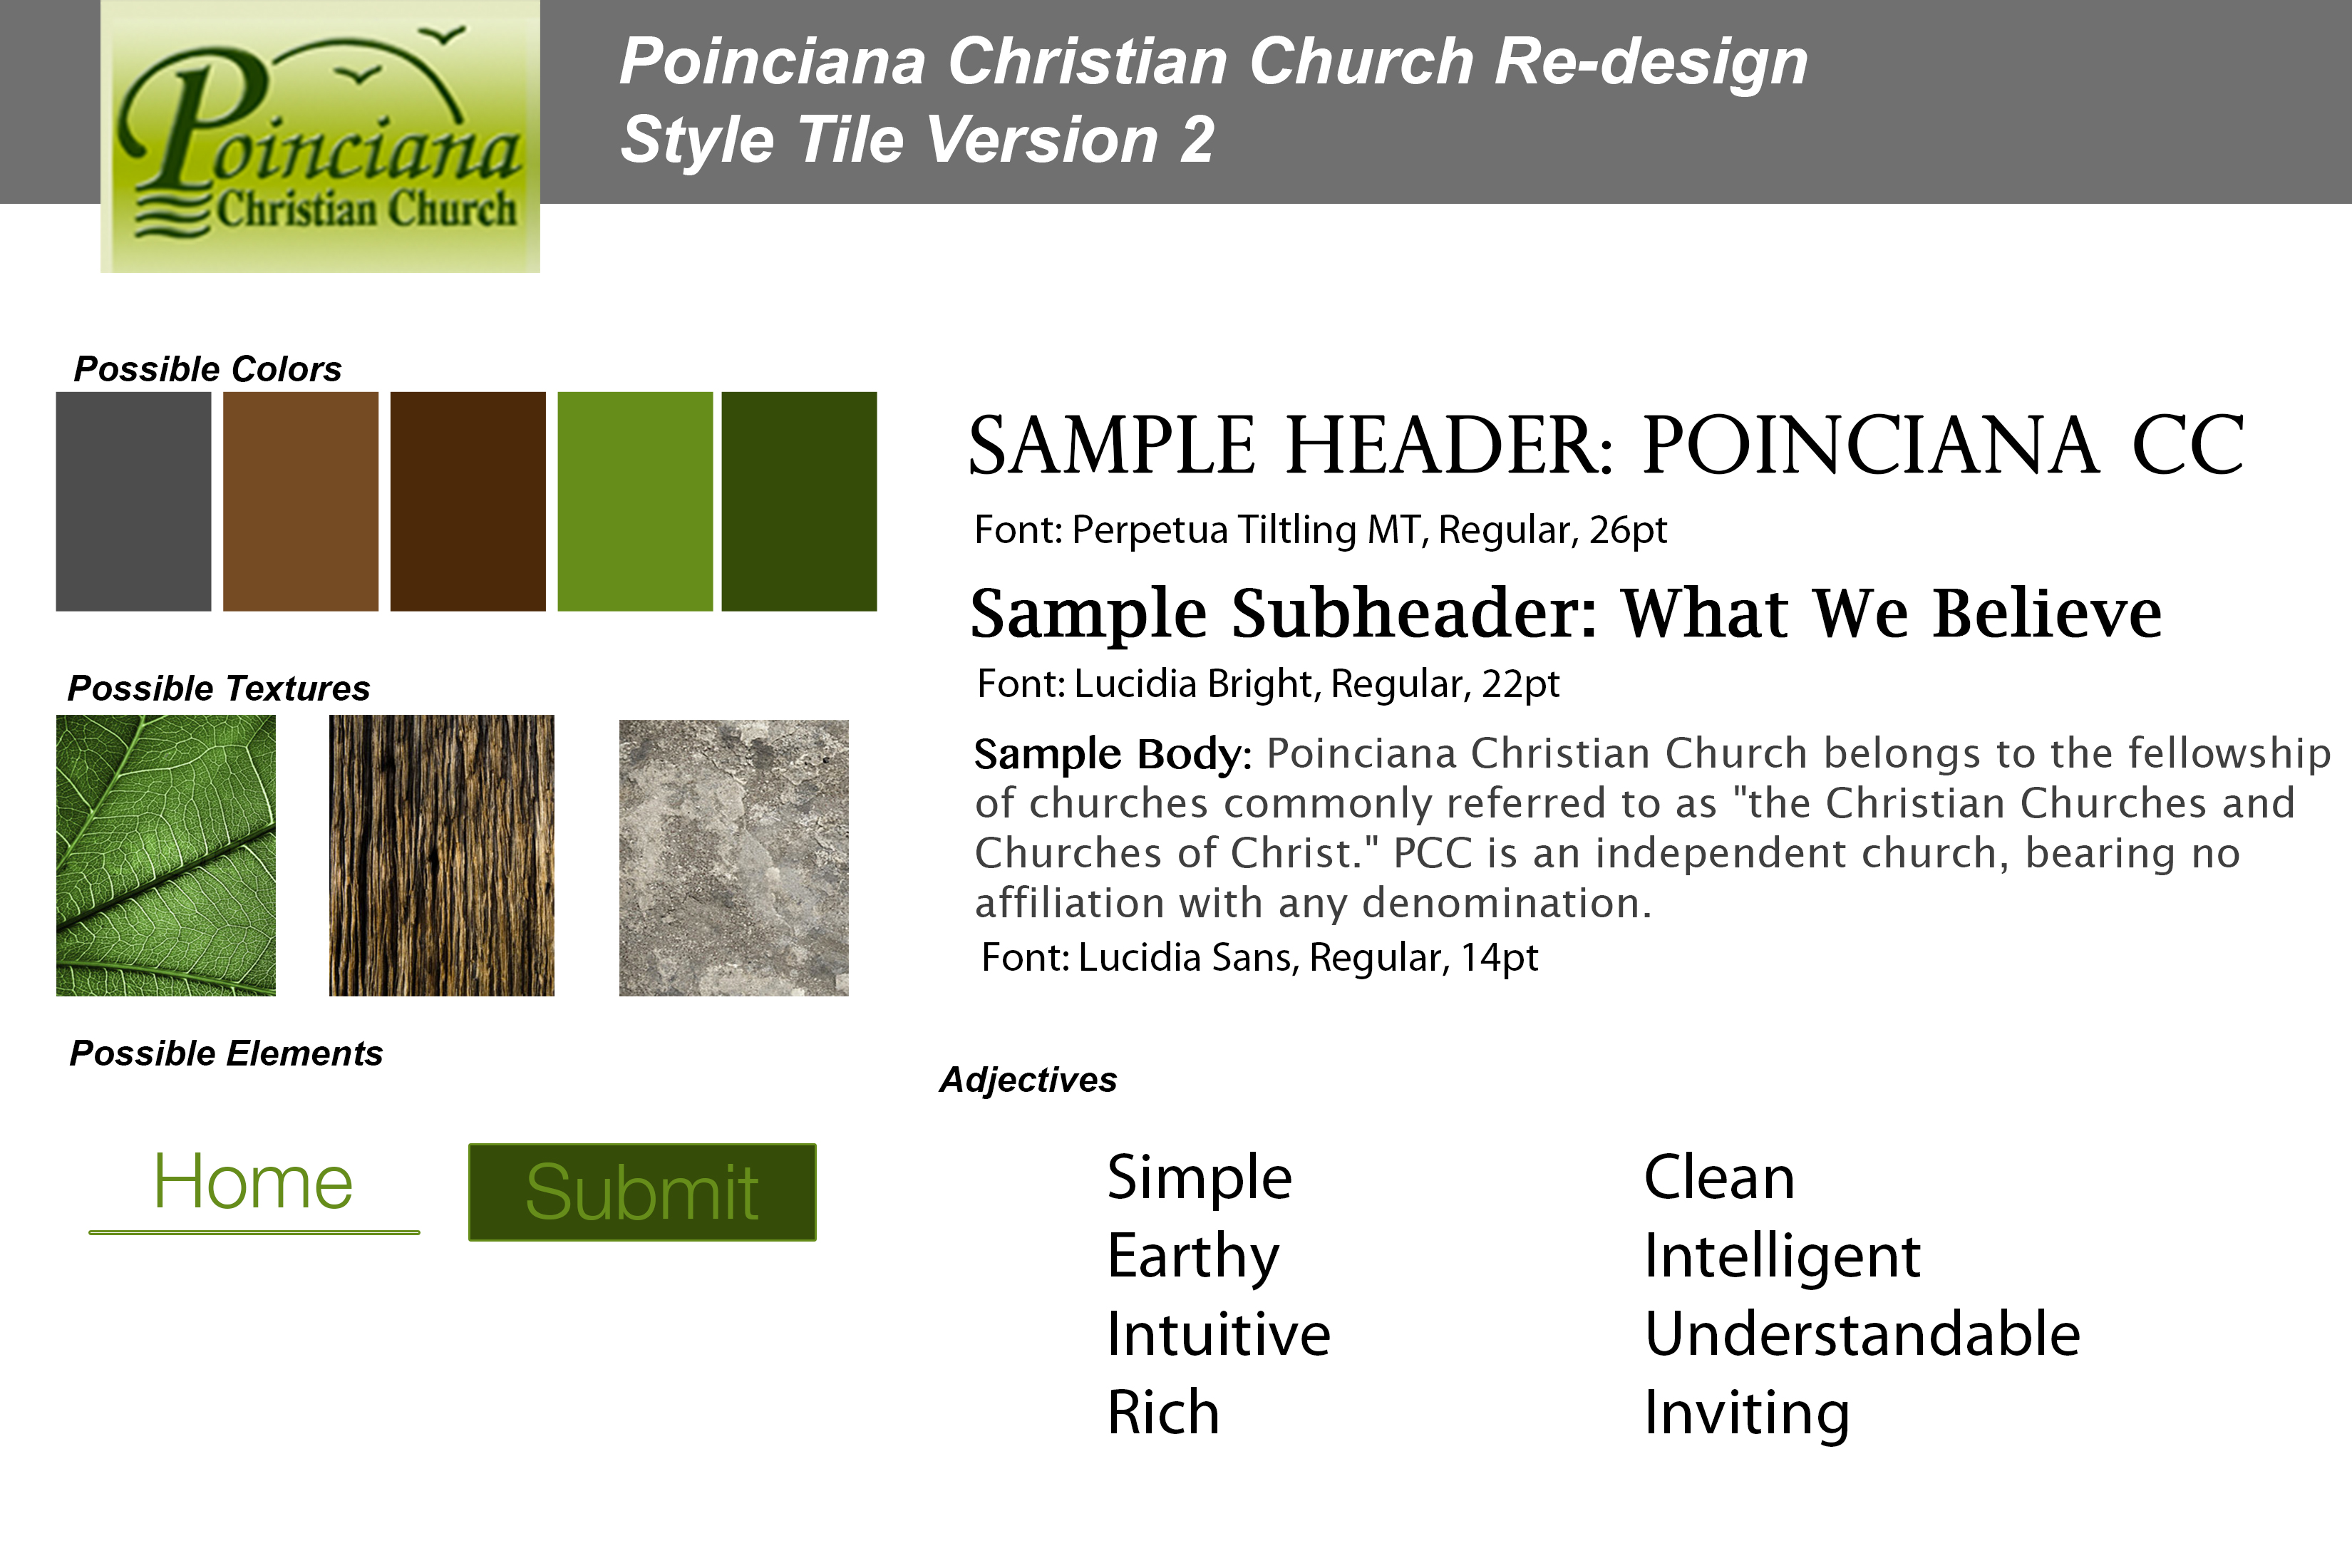 Poinciana
Christian Church
Poinciana Christian Church Re-design
Style Tile Version 2
Possible Colors
Possible Textures
Possible Elements
Home
Submit
SAMPLE HEADER: POINCIANA CC
Font: Perpetua Tiltling MT, Regular, 26pt
Sample Subheader: What We Believe
Font: Lucidia Bright, Regular, 22pt
Sample Body: Poinciana Christian Church belongs to the fellowship
of churches commonly referred to as "the Christian Churches and
Churches of Christ." PCC is an independent church, bearing no
affiliation with any denomination.
Font: Lucidia Sans, Regular, 14pt
Adjectives
Simple
Earthy
Intuitive
Rich
Clean
Intelligent
Understandable
Inviting